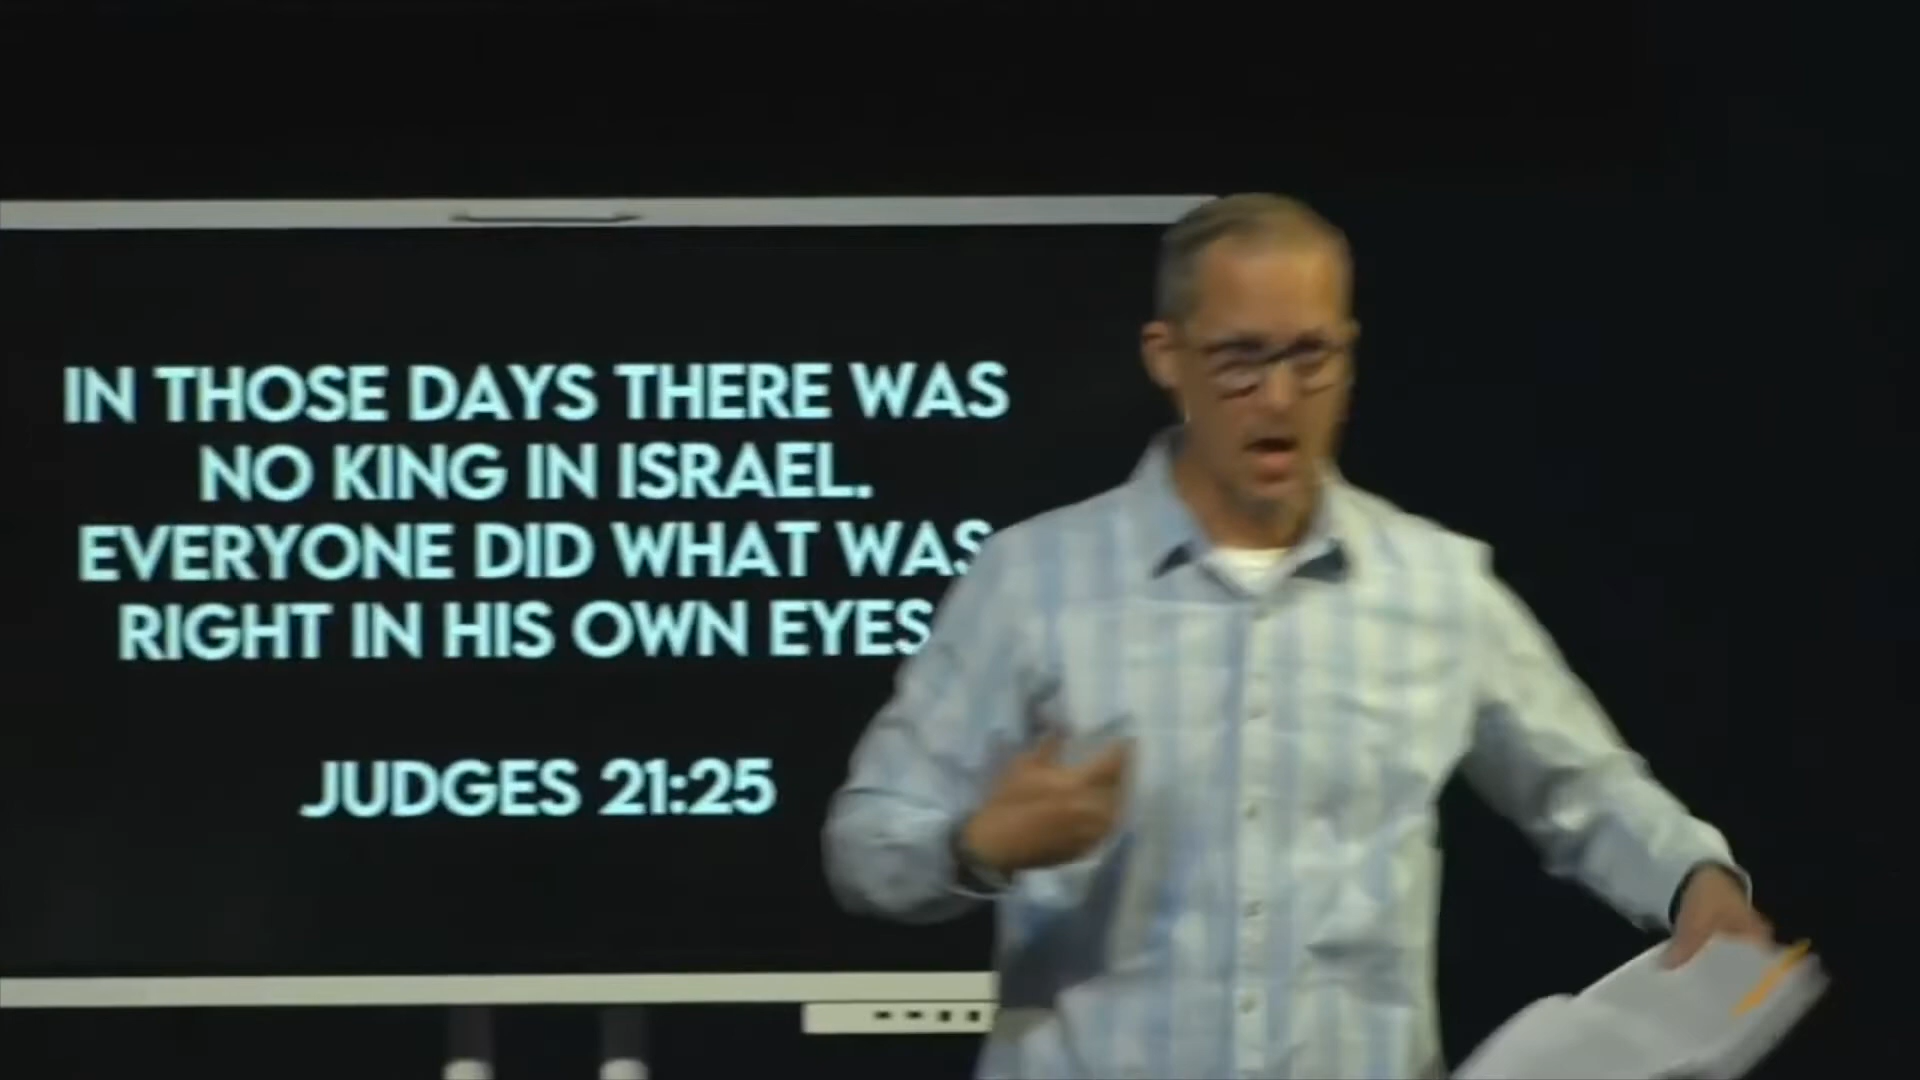 IN THOSE DAYS THERE WAS
NO KING IN ISRAEL.
EVERYONE DID WHAT WAS
RIGHT IN HIS OWN EYES
JUDGES 21:25